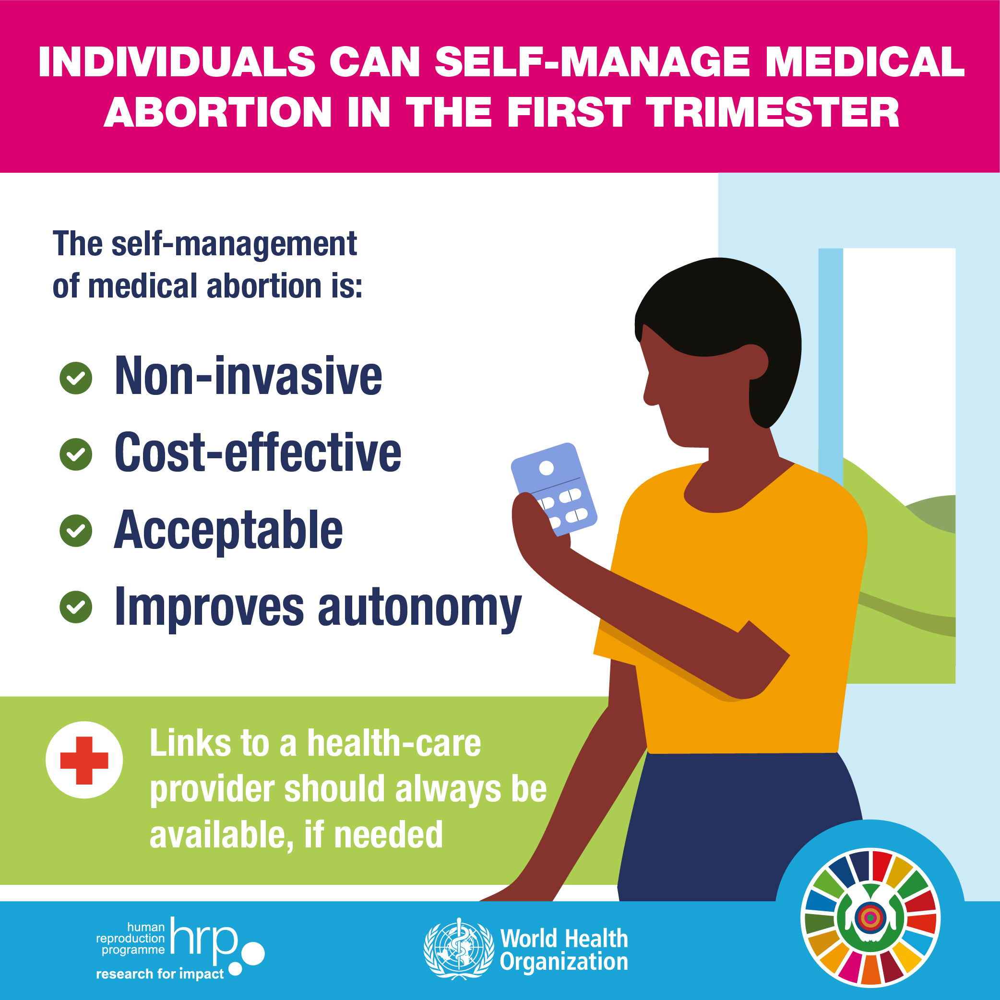 INDIVIDUALS CAN SELF-MANAGE MEDICAL
ABORTION IN THE FIRST TRIMESTER
The self-management
of medical abortion is:
Non-invasive
Cost-effective
Acceptable
Improves autonomy
Links to a health-care
provider should always be
available, if needed
human
reproduction
programme
hrp
research for impact
World Health
Organization